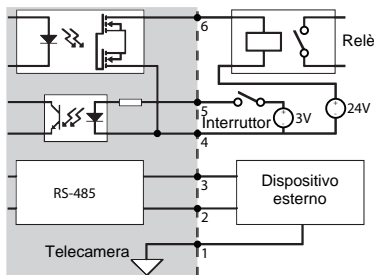 6
Relè
5
Interruttor
3V
24V
4
RS-485
3
2
Dispositivo
esterno
Telecamera
1